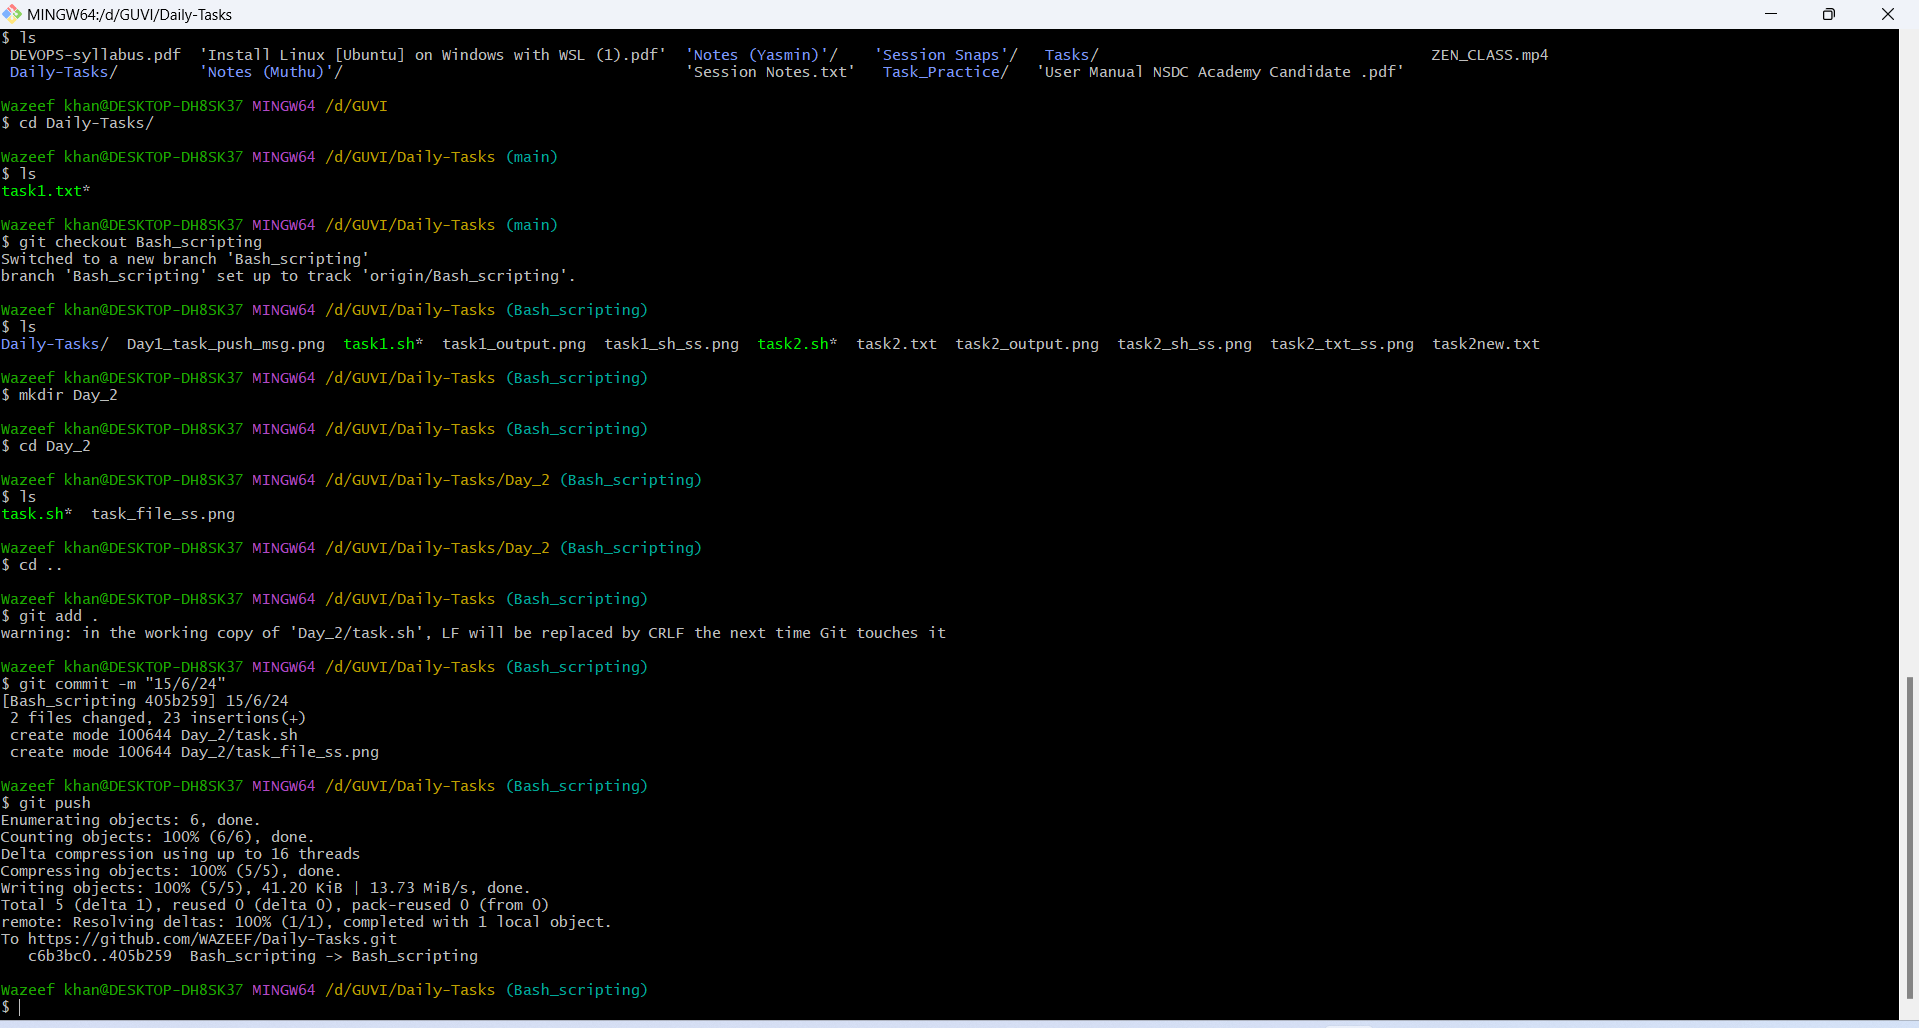 MINGW64:/d/GUVI/Daily-Tasks
$ ls
DEVOPS-syllabus.pdf  'Install Linux [Ubuntu] on Windows with WSL (1).pdf'  'Notes (Yasmin)'/  'Session Snaps'/  Tasks/  ZEN_CLASS.mp4
Daily-Tasks/  'Notes (Muthu)'/  'Session Notes.txt'  Task_Practice/  'User Manual NSDC Academy Candidate .pdf'
Wazeef khan@DESKTOP-DH8SK37 MINGW64 /d/GUVI
$ cd Daily-Tasks/
Wazeef khan@DESKTOP-DH8SK37 MINGW64 /d/GUVI/Daily-Tasks (main)
$ ls
task1.txt*
Wazeef khan@DESKTOP-DH8SK37 MINGW64 /d/GUVI/Daily-Tasks (main)
$ git checkout Bash_scripting
Switched to a new branch 'Bash_scripting'
branch 'Bash_scripting' set up to track 'origin/Bash_scripting'.
Wazeef khan@DESKTOP-DH8SK37 MINGW64 /d/GUVI/Daily-Tasks (Bash_scripting)
$ ls
Daily-Tasks/  Day1_task_push_msg.png  task1.sh*  task1_output.png  task1_sh_ss.png  task2.sh*  task2.txt  task2_output.png  task2_sh_ss.png  task2_txt_ss.png  task2new.txt
Wazeef khan@DESKTOP-DH8SK37 MINGW64 /d/GUVI/Daily-Tasks (Bash_scripting)
$ mkdir Day_2
Wazeef khan@DESKTOP-DH8SK37 MINGW64 /d/GUVI/Daily-Tasks (Bash_scripting)
$ cd Day_2
Wazeef khan@DESKTOP-DH8SK37 MINGW64 /d/GUVI/Daily-Tasks/Day_2 (Bash_scripting)
$ ls
task.sh*  task_file_ss.png
Wazeef khan@DESKTOP-DH8SK37 MINGW64 /d/GUVI/Daily-Tasks/Day_2 (Bash_scripting)
$ cd ..
Wazeef khan@DESKTOP-DH8SK37 MINGW64 /d/GUVI/Daily-Tasks (Bash_scripting)
$ git add .
warning: in the working copy of 'Day_2/task.sh', LF will be replaced by CRLF the next time Git touches it
Wazeef khan@DESKTOP-DH8SK37 MINGW64 /d/GUVI/Daily-Tasks (Bash_scripting)
$ git commit -m "15/6/24"
[Bash_scripting 405b259] 15/6/24
2 files changed, 23 insertions(+)
create mode 100644 Day_2/task.sh
create mode 100644 Day_2/task_file_ss.png
Wazeef khan@DESKTOP-DH8SK37 MINGW64 /d/GUVI/Daily-Tasks (Bash_scripting)
$ git push
Enumerating objects: 6, done.
Counting objects: 100% (6/6), done.
Delta compression using up to 16 threads
Compressing objects: 100% (5/5), done.
Writing objects: 100% (5/5), 41.20 KiB | 13.73 MiB/s, done.
Total 5 (delta 1), reused 0 (delta 0), pack-reused 0 (from 0)
remote: Resolving deltas: 100% (1/1), completed with 1 local object.
To https://github.com/WAZEEF/Daily-Tasks.git
c6b3bc0..405b259  Bash_scripting -> Bash_scripting
Wazeef khan@DESKTOP-DH8SK37 MINGW64 /d/GUVI/Daily-Tasks (Bash_scripting)
$